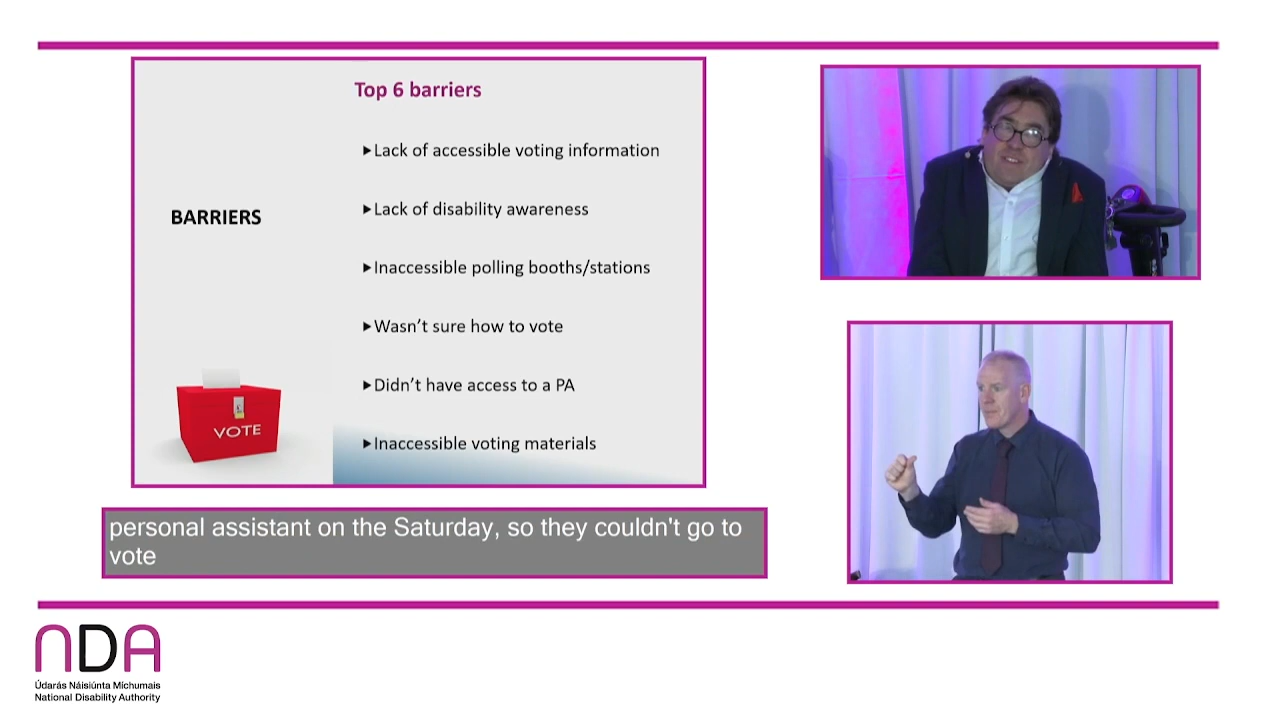 Top 6 barriers
Lack of accessible voting information
Lack of disability awareness
BARRIERS
Inaccessible polling booths/stations
Wasn't sure how to vote
Didn't have access to a PA
Inaccessible voting materials
VOTE
personal assistant on the Saturday, so they couldn't go to
vote
NDA
Údarás Náisiúnta Míchumais
National Disability Authority